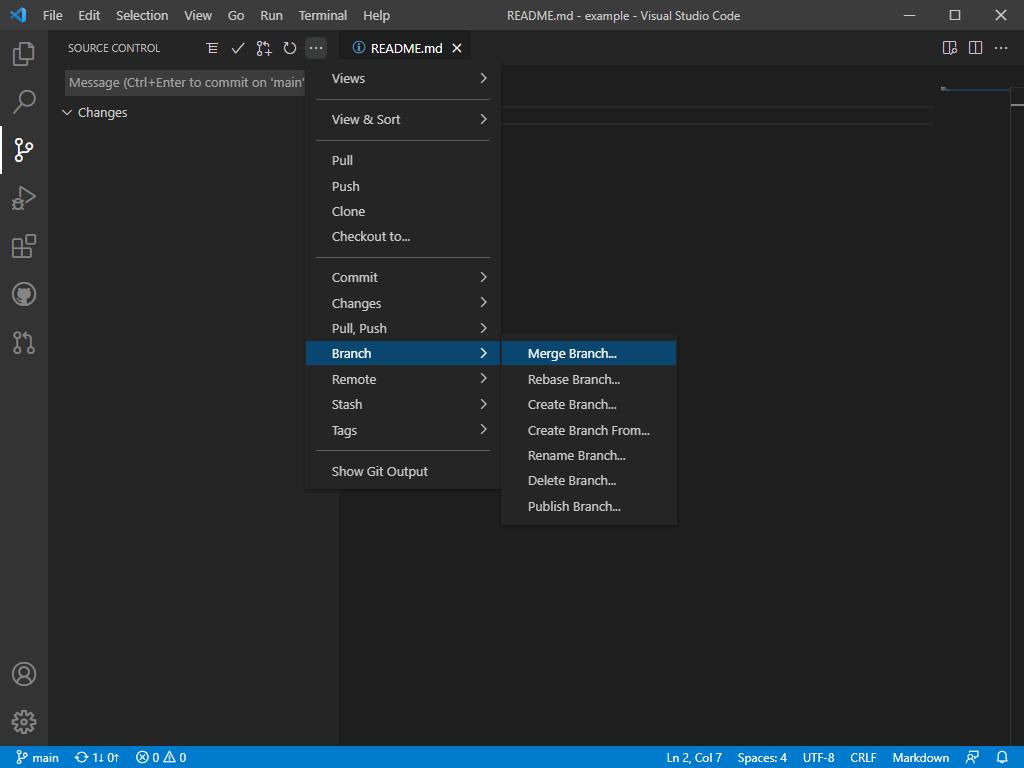 File Edit Selection View Go Run Terminal Help README.md - example - Visual Studio Code
SOURCE CONTROL
README.md
Message (Ctrl+Enter to commit on 'main'
Changes
Views
View & Sort
Pull
Push
Clone
Checkout to...
Commit
Changes
Pull, Push
Branch
Remote
Stash
Tags
Show Git Output
Merge Branch...
Rebase Branch...
Create Branch...
Create Branch From...
Rename Branch...
Delete Branch...
Publish Branch...
main 1↓ 0↑ 0 0 Ln 2, Col 7 Spaces: 4 UTF-8 CRLF Markdown